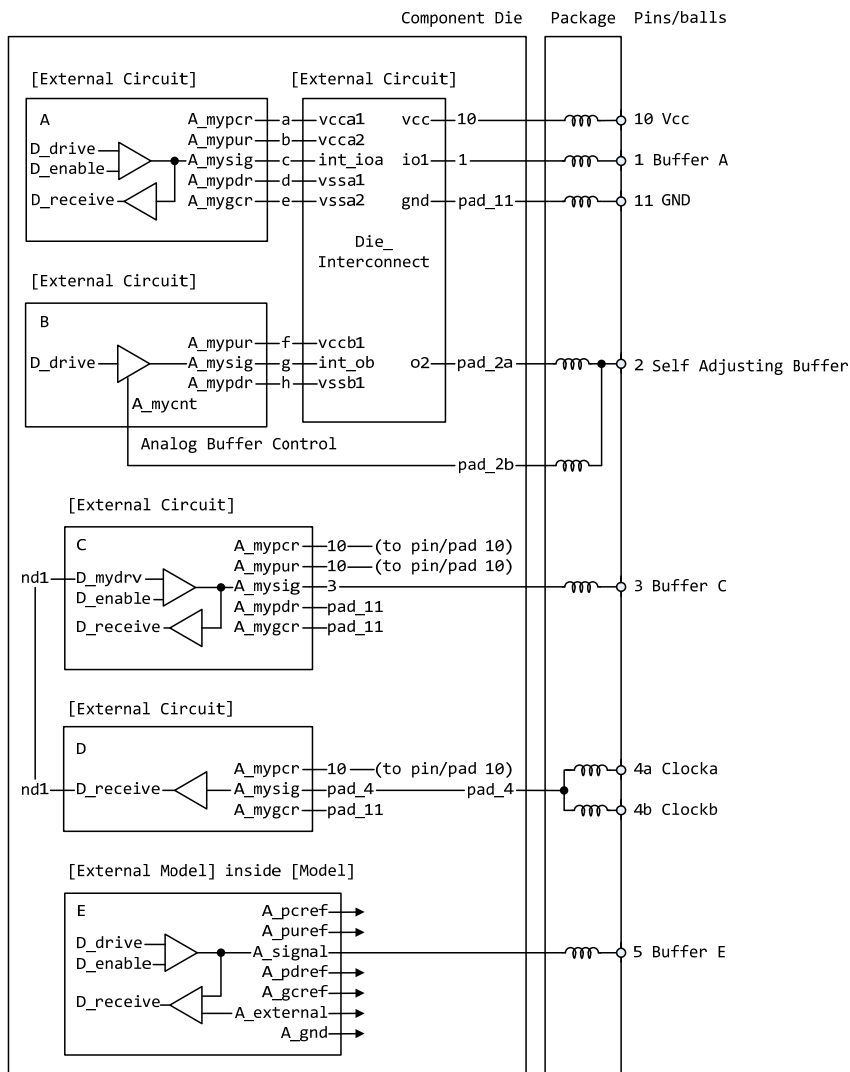 Component Die Package Pins/balls
[External Circuit] [External Circuit]
A A_mypcr a vcca1 vcc 10 10 Vcc
A_mypur b vcca2
D_drive A_mysig c int_ioa io1 1 1 Buffer A
D_enable A_mypdr d vssa1
D_receive A_mygcr e vssa2 gnd pad_11 11 GND
Die_
Interconnect
[External Circuit]
B
A_mypur f vccb1
D_drive A_mysig g int_ob o2 pad_2a 2 Self Adjusting Buffer
A_mypdr h vssb1
A_mycnt
Analog Buffer Control
pad_2b
[External Circuit]
C A_mypcr 10 (to pin/pad 10)
A_mypur 10 (to pin/pad 10)
nd1 D_mydrv A_mysig 3 3 Buffer C
D_enable A_mypdr pad_11
D_receive A_mygcr pad_11
[External Circuit]
D
A_mypcr 10 (to pin/pad 10) 4a Clocka
nd1 D_receive A_mysig pad_4 pad_4
A_mygcr pad_11 4b Clockb
[External Model] inside [Model]
E A_pcref
A_puref
D_drive A_signal 5 Buffer E
D_enable A_pdref
A_gcref
D_receive A_external
A_gnd